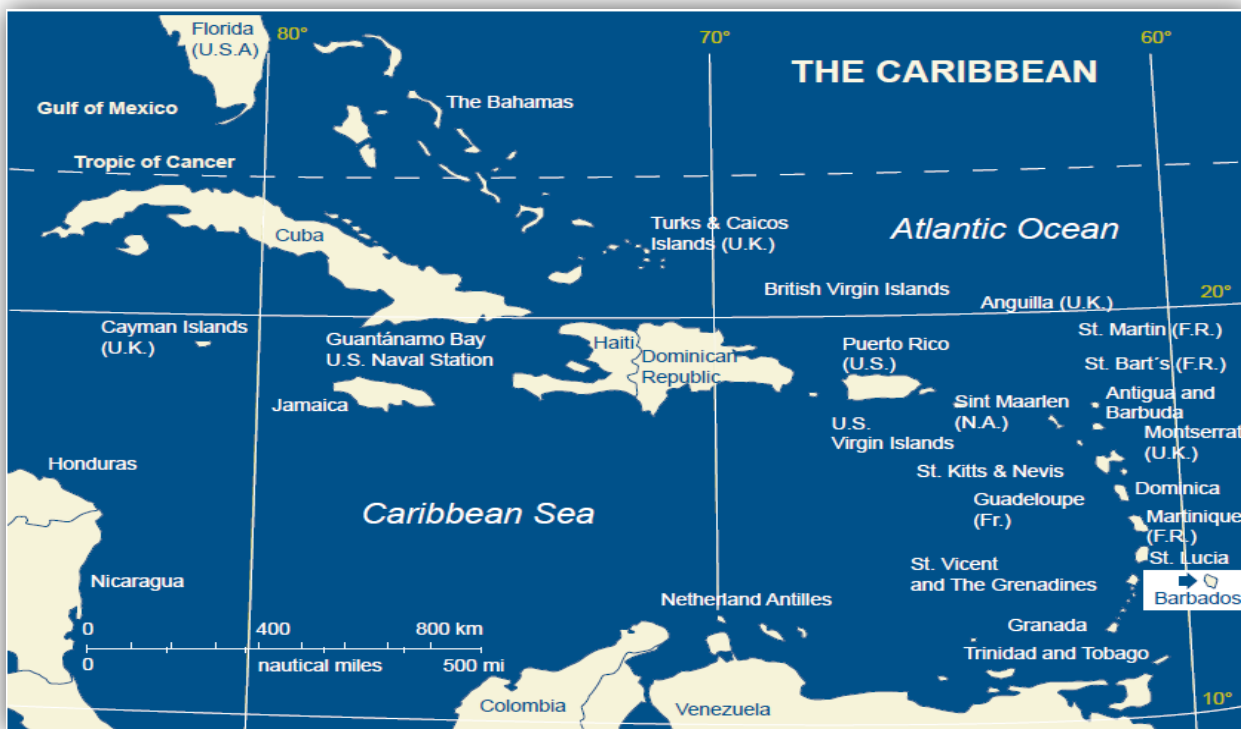 Florida
(U.S.A)
80°
70°
60°
THE CARIBBEAN
Gulf of Mexico
The Bahamas
Tropic of Cancer
Cuba
Turks & Caicos
Islands (U.K.)
Atlantic Ocean
British Virgin Islands
Anguilla (U.K.)
20°
Cayman Islands
(U.K.)
Guantánamo Bay
U.S. Naval Station
Haiti
Dominican
Republic
Puerto Rico
(U.S.)
St. Martin (F.R.)
St. Bart´s (F.R.)
Jamaica
U.S.
Virgin Islands
Sint Maarlen
(N.A.)
Antigua and
Barbuda
Montserrat
(U.K.)
Honduras
St. Kitts & Nevis
Dominica
Caribbean Sea
Guadeloupe
(Fr.)
Martinique
(F.R.)
St. Lucia
Nicaragua
St. Vicent
and The Grenadines
Barbados
Netherland Antilles
Granada
0 400 800 km
0 nautical miles 500 mi
Trinidad and Tobago
Colombia
Venezuela
10°